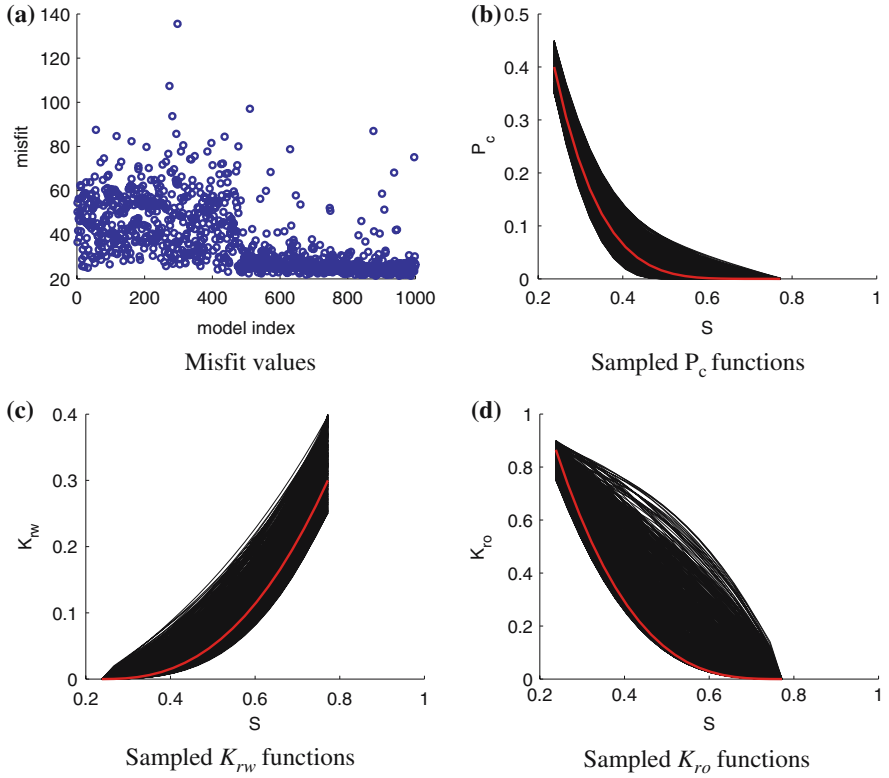 (a)
140
120
100
80
60
40
20
misfit
0 200 400 600 800 1000
model index
Misfit values
(b)
0.5
0.4
0.3
0.2
0.1
0
P_c
0.2 0.4 0.6 0.8 1
S
Sampled P_c functions
(c)
0.4
0.3
0.2
0.1
0
K_rw
0.2 0.4 0.6 0.8 1
S
Sampled K_rw functions
(d)
1
0.8
0.6
0.4
0.2
0
K_ro
0.2 0.4 0.6 0.8 1
S
Sampled K_ro functions